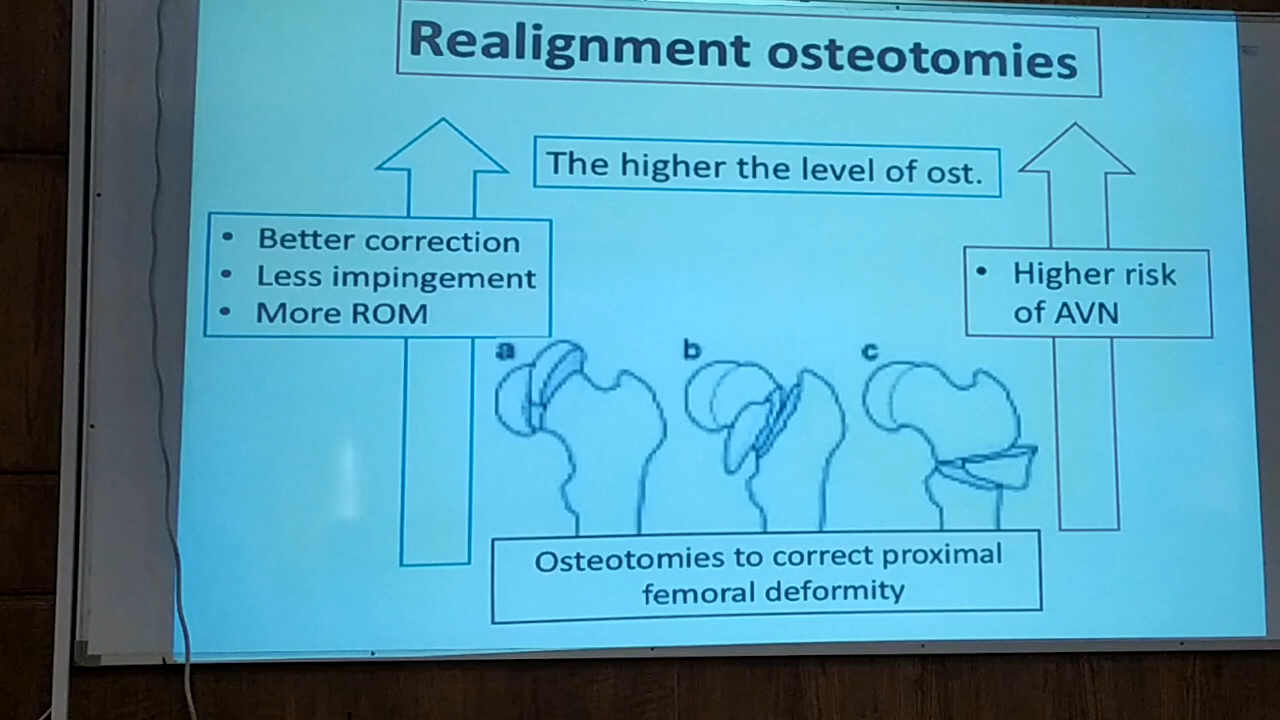 Realignment osteotomies
The higher the level of ost.
• Better correction
• Less impingement
• More ROM
• Higher risk
of AVN
a
b
c
Osteotomies to correct proximal
femoral deformity